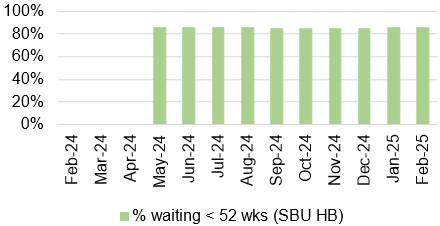 100%
80%
60%
40%
20%
0%
Feb-24
Mar-24
Apr-24
May-24
Jun-24
Jul-24
Aug-24
Sep-24
Oct-24
Nov-24
Dec-24
Jan-25
Feb-25
% waiting < 52 wks (SBU HB)